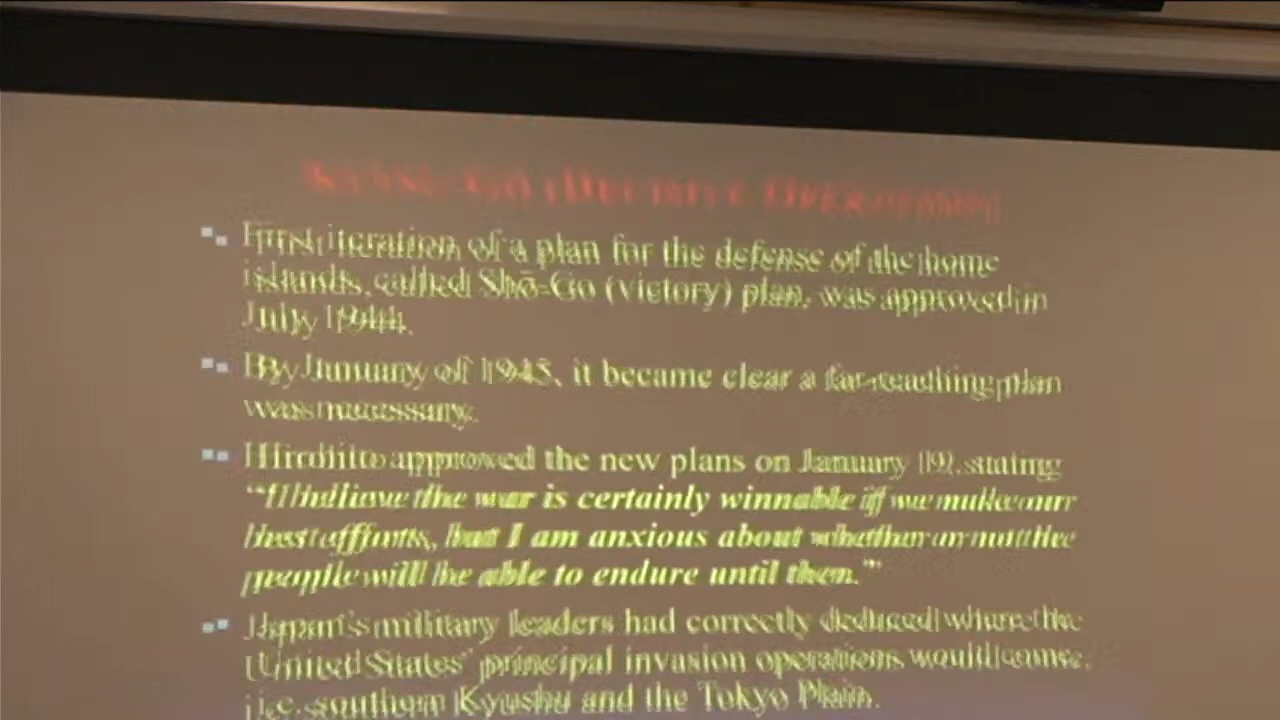 Ketsu-Go (Decisive Operation)
First iteration of a plan for the defense of the home
islands, called Shō-Go (victory) plan, was approved in
July 1944.
By January of 1945, it became clear a far-reaching plan
was necessary.
Hirohito approved the new plans on January 19, stating
"I believe the war is certainly winnable if we make our
best efforts, but I am anxious about whether or not the
people will be able to endure until then."
Japan's military leaders had correctly deduced where the
United States' principal invasion operations would come,
i.e. southern Kyushu and the Tokyo Plain.